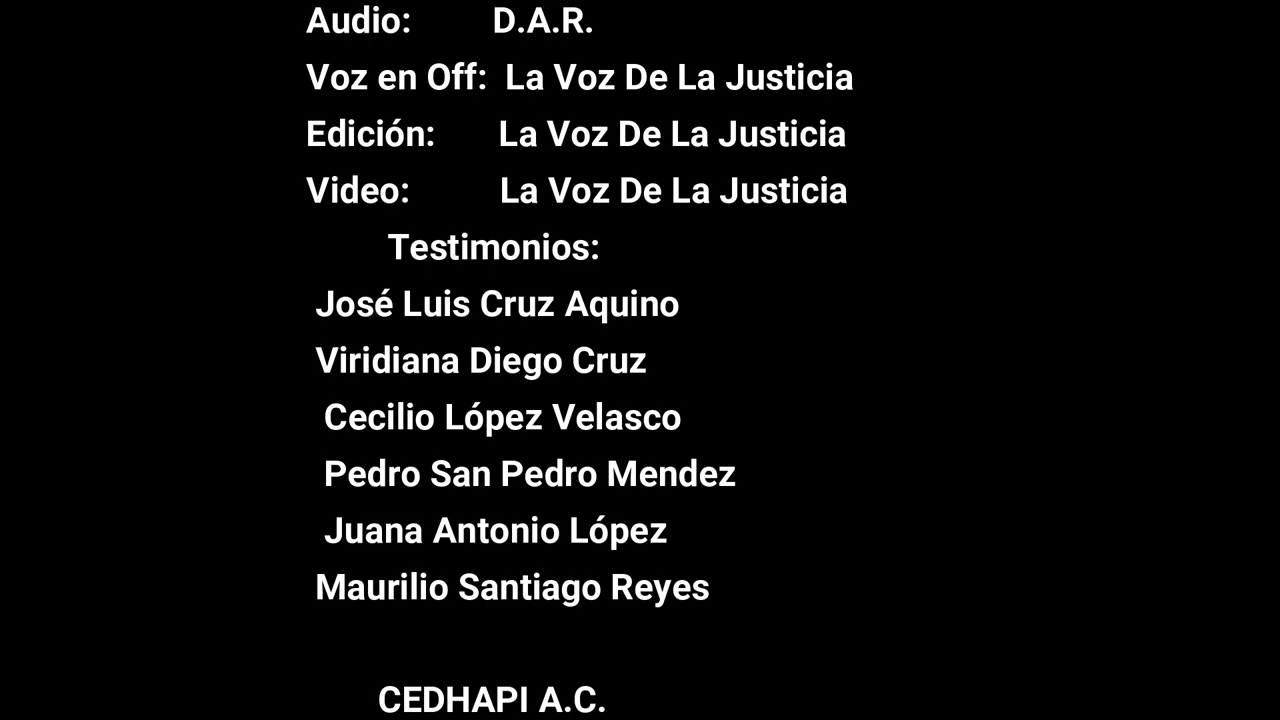 Audio: D.A.R.
Voz en Off: La Voz De La Justicia
Edición: La Voz De La Justicia
Video: La Voz De La Justicia
Testimonios:
José Luis Cruz Aquino
Viridiana Diego Cruz
Cecilio López Velasco
Pedro San Pedro Mendez
Juana Antonio López
Maurilio Santiago Reyes
CEDHAPI A.C.